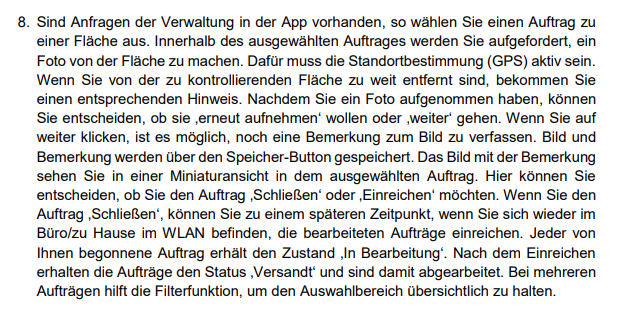 8. Sind Anfragen der Verwaltung in der App vorhanden, so wählen Sie einen Auftrag zu
einer Fläche aus. Innerhalb des ausgewählten Auftrages werden Sie aufgefordert, ein
Foto von der Fläche zu machen. Dafür muss die Standortbestimmung (GPS) aktiv sein.
Wenn Sie von der zu kontrollierenden Fläche zu weit entfernt sind, bekommen Sie
einen entsprechenden Hinweis. Nachdem Sie ein Foto aufgenommen haben, können
Sie entscheiden, ob sie ‚erneut aufnehmen‘ wollen oder ‚weiter‘ gehen. Wenn Sie auf
weiter klicken, ist es möglich, noch eine Bemerkung zum Bild zu verfassen. Bild und
Bemerkung werden über den Speicher-Button gespeichert. Das Bild mit der Bemerkung
sehen Sie in einer Miniaturansicht in dem ausgewählten Auftrag. Hier können Sie
entscheiden, ob Sie den Auftrag ‚Schließen‘ oder ‚Einreichen‘ möchten. Wenn Sie den
Auftrag ‚Schließen‘, können Sie zu einem späteren Zeitpunkt, wenn Sie sich wieder im
Büro/zu Hause im WLAN befinden, die bearbeiteten Aufträge einreichen. Jeder von
Ihnen begonnene Auftrag erhält den Zustand ‚In Bearbeitung‘. Nach dem Einreichen
erhalten die Aufträge den Status ‚Versandt‘ und sind damit abgearbeitet. Bei mehreren
Aufträgen hilft die Filterfunktion, um den Auswahlbereich übersichtlich zu halten.